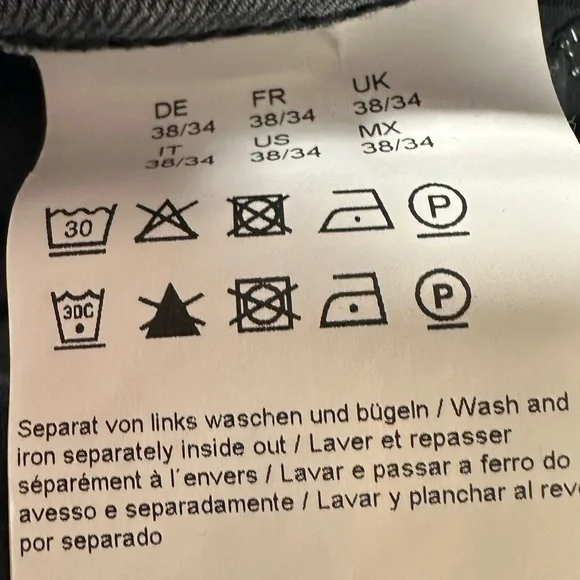 DE FR UK
38/34 38/34 38/34
IT US MX
38/34 38/34 38/34
30 P
30C P
Separat von links waschen und bügeln / Wash and
iron separately inside out / Laver et repasser
séparément à l´envers / Lavar e passar a ferro do
avesso e separadamente / Lavar y planchar al
por separado